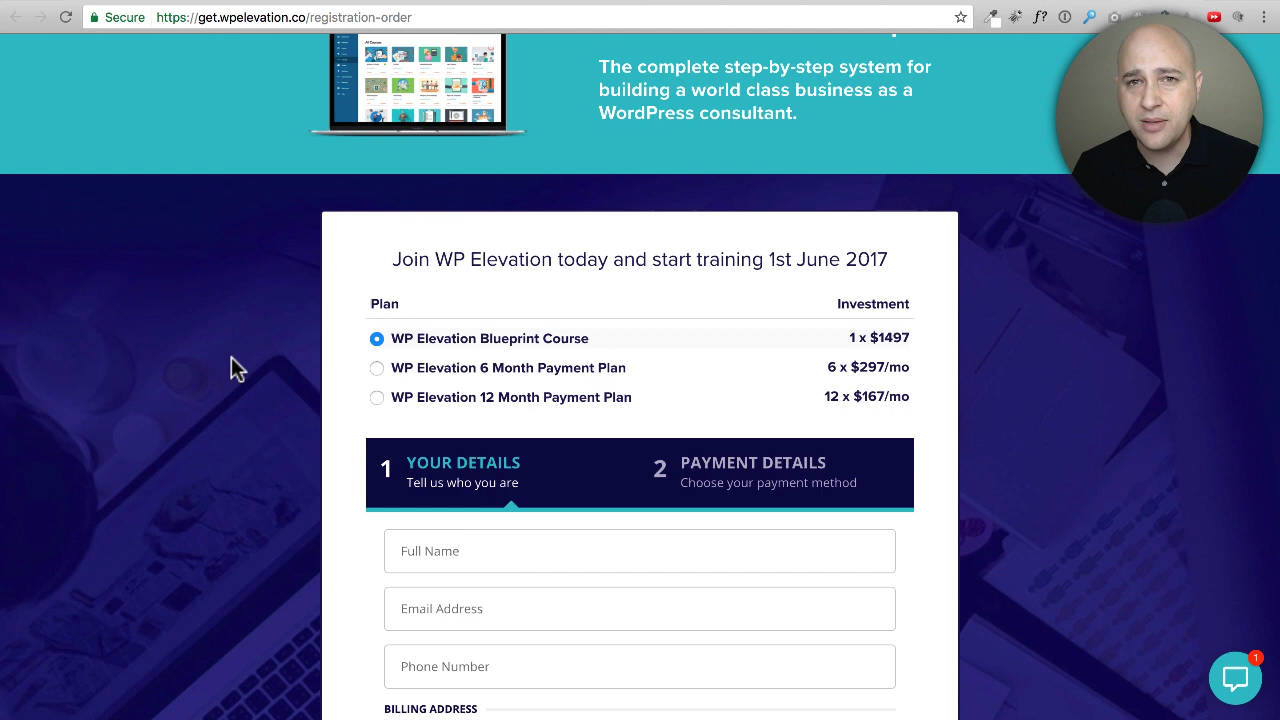 Secure https://get.wpelevation.co/registration-order
f?
All Courses
The complete step-by-step system for
building a world class business as a
WordPress consultant.
Join WP Elevation today and start training 1st June 2017
Plan Investment
WP Elevation Blueprint Course 1 x $1497
WP Elevation 6 Month Payment Plan 6 x $297/mo
WP Elevation 12 Month Payment Plan 12 x $167/mo
1 YOUR DETAILS 2 PAYMENT DETAILS
Tell us who you are Choose your payment method
Full Name
Email Address
Phone Number
1
BILLING ADDRESS